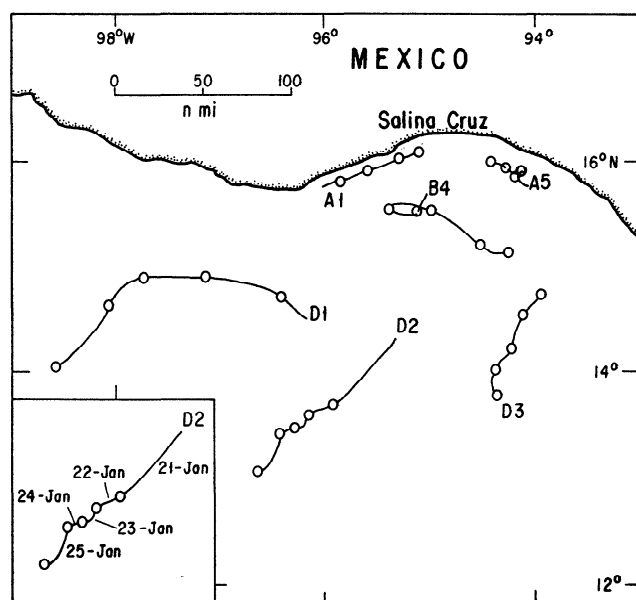 98°W 96° 94°
MEXICO
0 50 100
n mi
Salina Cruz
16°N
A1
B4
A5
D1
D2
14°
D3
D2
21-Jan
22-Jan
24-Jan
23-Jan
25-Jan
12°